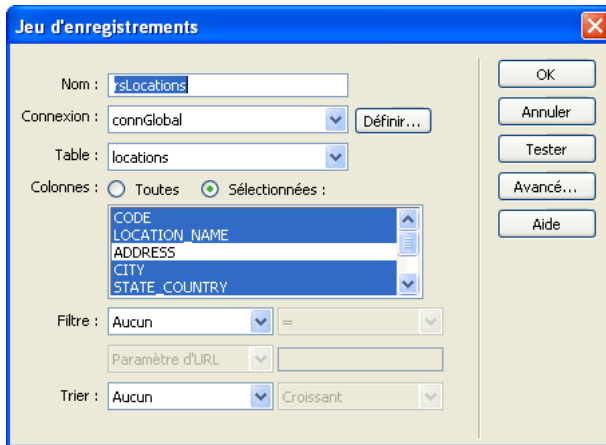 Jeu d'enregistrements
Nom : rsLocations
OK
Connexion : connGlobal Définir...
Annuler
Table : locations
Tester
Colonnes : Toutes Sélectionnées :
Avancé...
CODE
LOCATION_NAME
ADDRESS
CITY
STATE_COUNTRY
Aide
Filtre : Aucun =
Paramètre d'URL
Trier : Aucun Croissant